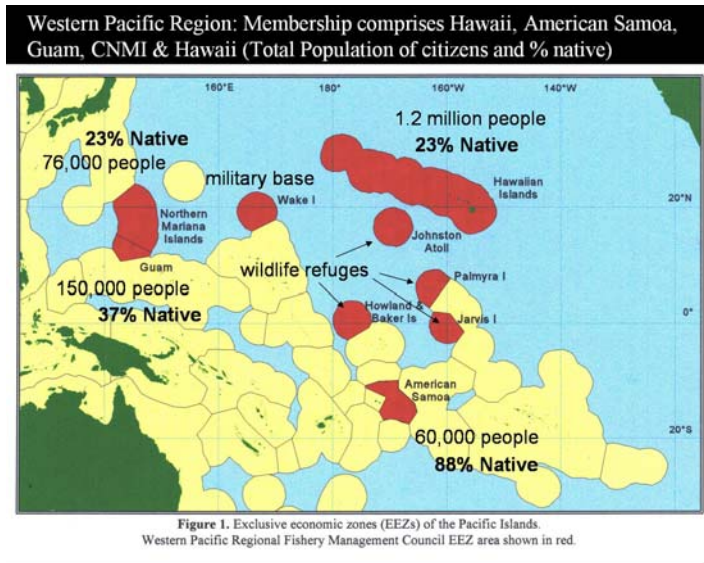 Western Pacific Region: Membership comprises Hawaii, American Samoa,
Guam, CNMI & Hawaii (Total Population of citizens and % native)
160°E
180°
160°W
140°W
1.2 million people
23% Native
23% Native
76,000 people
military base
Wake I
Hawaiian
Islands
20°N
Northern
Mariana
Islands
Johnston
Atoll
Guam
wildlife refuges
Palmyra I
150,000 people
37% Native
Howland &
Baker Is
Jarvis I
0°
American
Samoa
60,000 people
20°S
88% Native
Figure 1. Exclusive economic zones (EEZs) of the Pacific Islands.
Western Pacific Regional Fishery Management Council EEZ area shown in red.